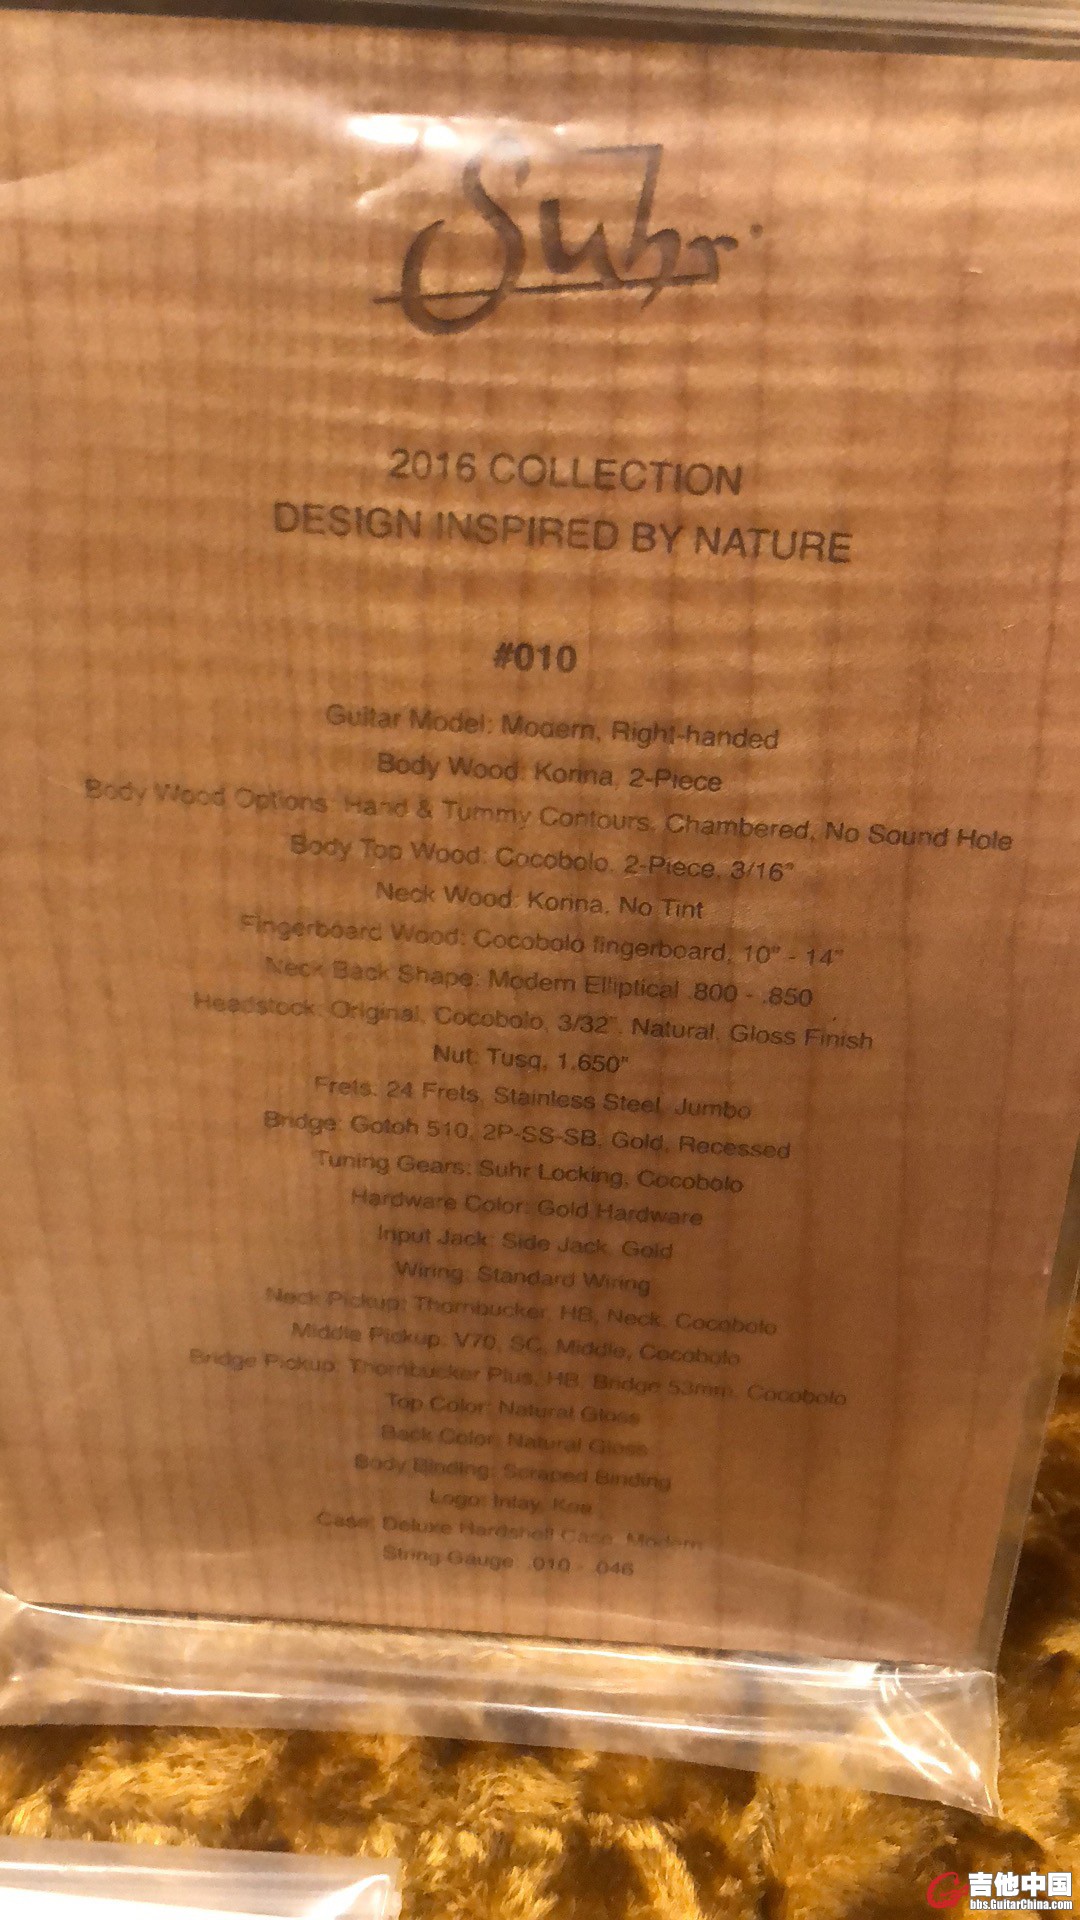 Suhr
2016 COLLECTION
DESIGN INSPIRED BY NATURE
#010
Guitar Model: Modern, Right-handed
Body Wood: Korina, 2-Piece
Body Wood Options: Hand & Tummy Contours, Chambered, No Sound Hole
Body Top Wood: Cocobolo, 2-Piece, 3/16"
Neck Wood: Korina, No Tint
Fingerboard Wood: Cocobolo fingerboard, 10" - 14"
Neck Back Shape: Modern Elliptical .800 - .850
Headstock: Original, Cocobolo, 3/32", Natural, Gloss Finish
Nut: Tusq, 1.650"
Frets: 24 Frets, Stainless Steel, Jumbo
Bridge: Gotoh 510, 2P-SS-SB, Gold, Recessed
Tuning Gears: Suhr Locking, Cocobolo
Hardware Color: Gold Hardware
Input Jack: Side Jack, Gold
Wiring: Standard Wiring
Neck Pickup: Thornbucker, HB, Neck, Cocobolo
Middle Pickup: V70, SC, Middle, Cocobolo
Bridge Pickup: Thornbucker Plus, HB, Bridge 53mm, Cocobolo
Top Color: Natural Gloss
Back Color: Natural Gloss
Body Binding: Scraped Binding
Logo: Inlay, Koa
Case: Deluxe Hardshell Case, Modern
String Gauge: .010 - .046
吉他中国
bbs.GuitarChina.com